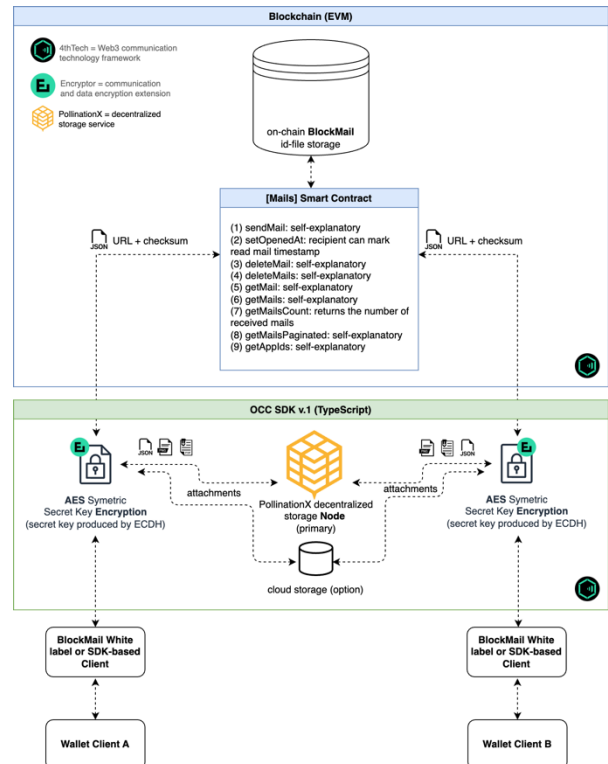 Blockchain (EVM)
4thTech = Web3 communication
technology framework
Encryptor = communication
and data encryption extension
PollinationX = decentralized
storage service
on-chain BlockMail
id-file storage
[Mails] Smart Contract
(1) sendMail: self-explanatory
(2) setOpenedAt: recipient can mark
read mail timestamp
(3) deleteMail: self-explanatory
(4) deleteMails: self-explanatory
(5) getMail: self-explanatory
(6) getMails: self-explanatory
(7) getMailsCount: returns the number of
received mails
(8) getMailsPaginated: self-explanatory
(9) getAppIds: self-explanatory
JSON
URL + checksum
JSON
URL + checksum
OCC SDK v.1 (TypeScript)
JSON
JSON
attachments
attachments
AES Symetric
Secret Key Encryption
(secret key produced by ECDH)
PollinationX decentralized
storage Node
(primary)
AES Symetric
Secret Key Encryption
(secret key produced by ECDH)
cloud storage (option)
BlockMail White
label or SDK-based
Client
BlockMail White
label or SDK-based
Client
Wallet Client A
Wallet Client B